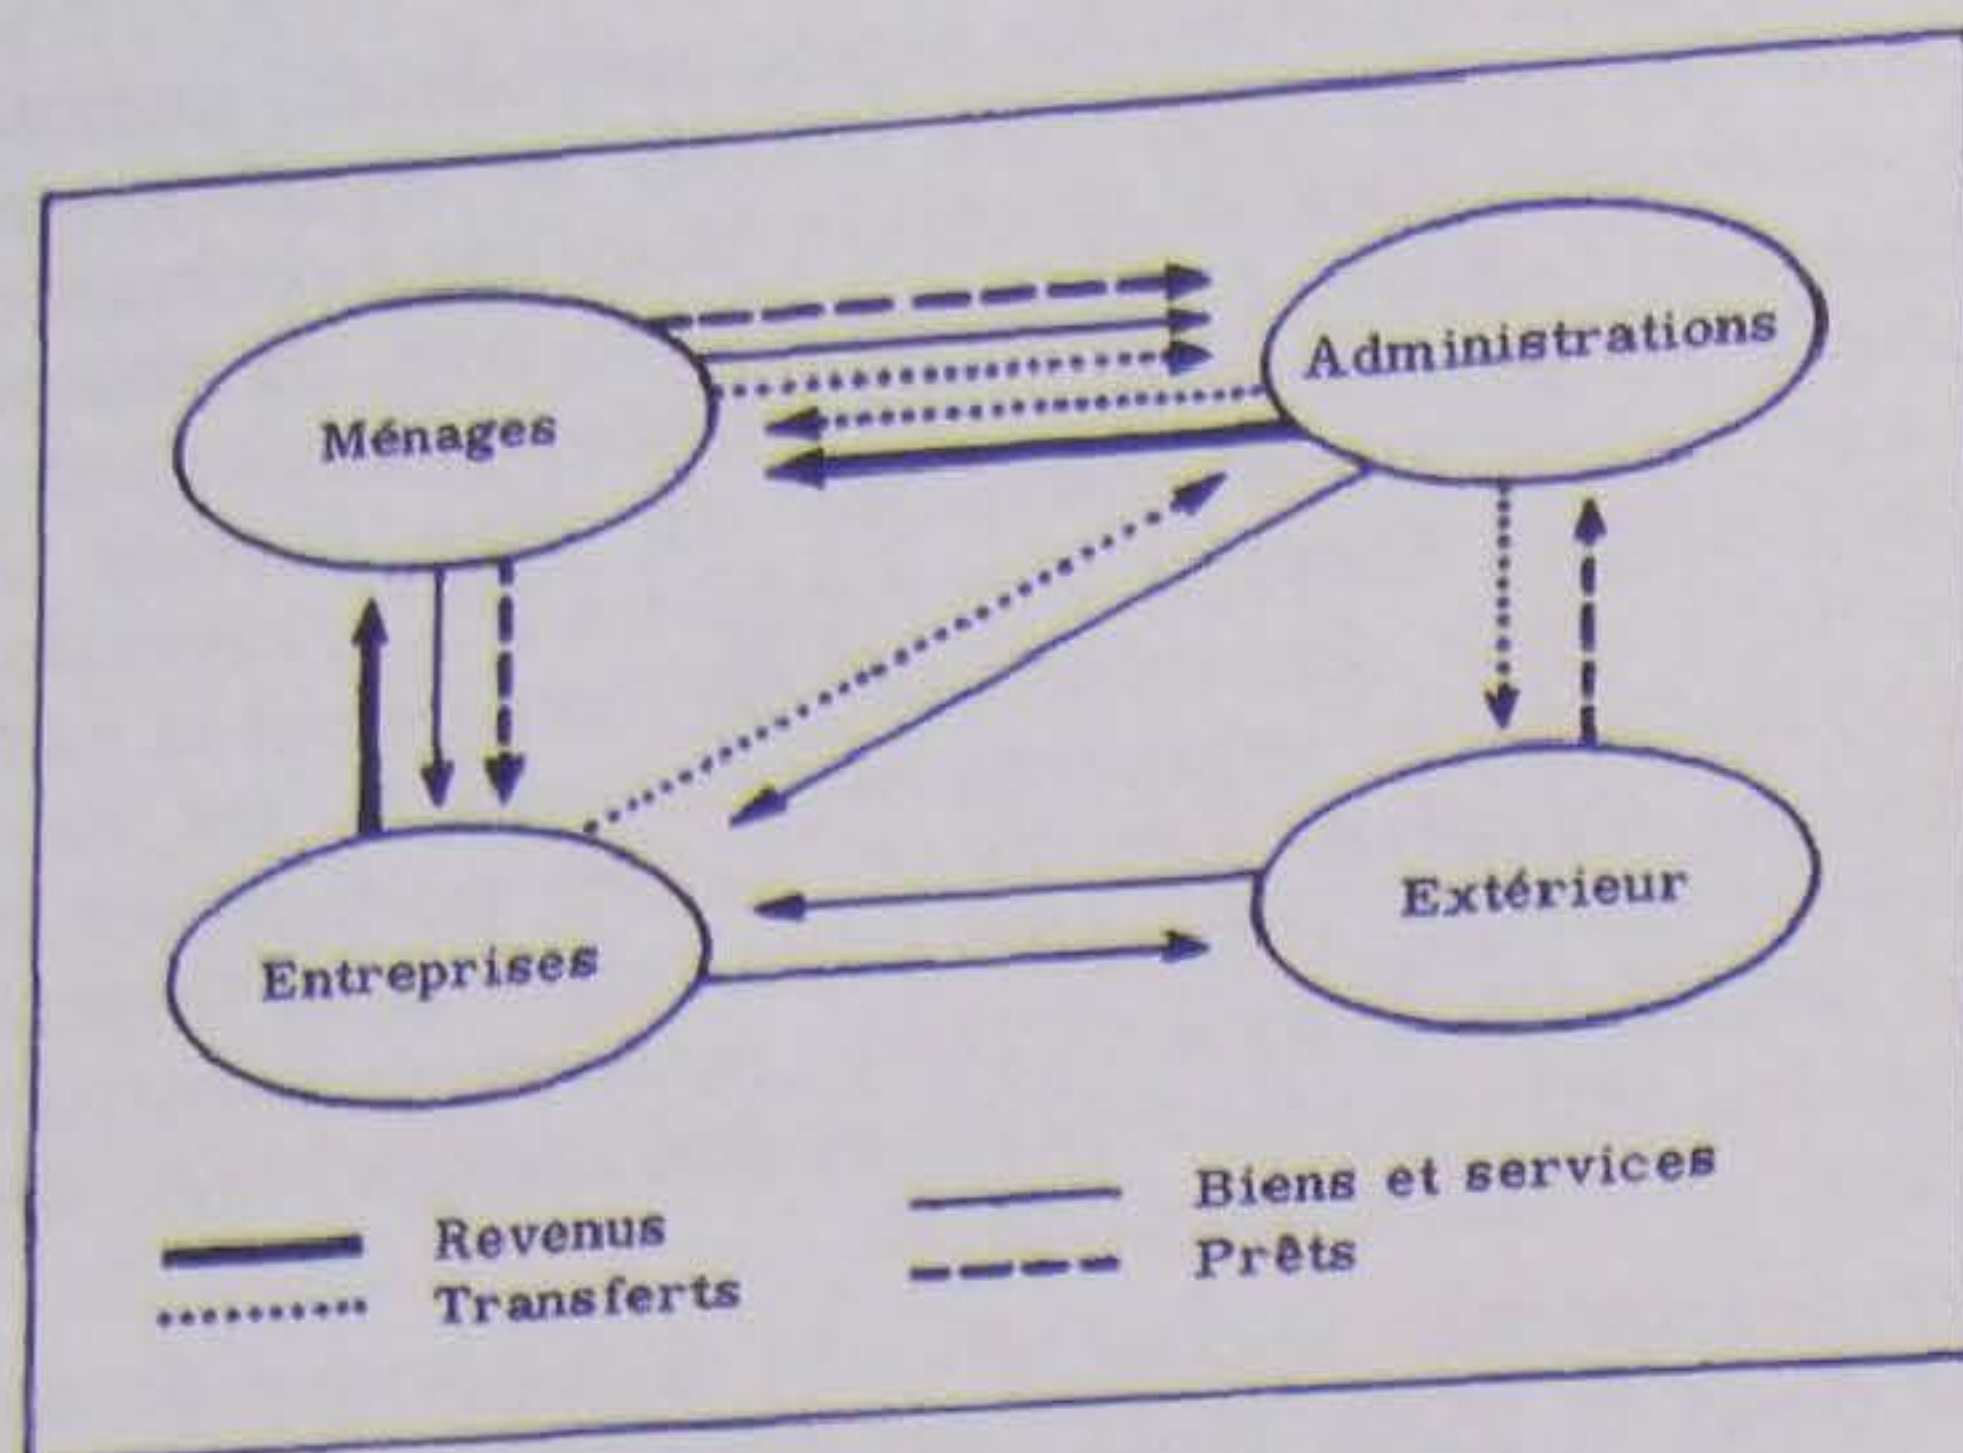 Ménages
Administrations
Entreprises
Extérieur
Revenus
Transferts
Biens et services
Prêts